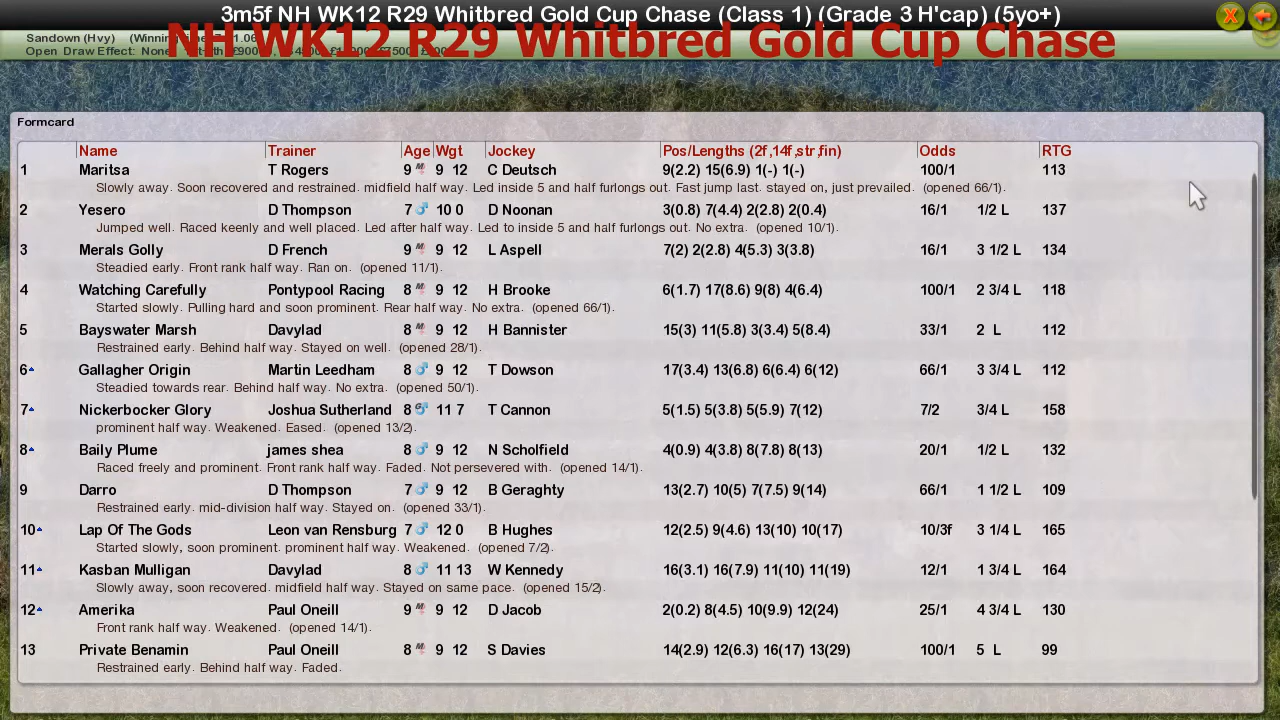 3m5f NH WK12 R29 Whitbred Gold Cup Chase (Class 1) (Grade 3 H'cap) (5yo+)
NH WK12 R29 Whitbred Gold Cup Chase
Sandown (Hvy) (Winning
Open Draw Effect: None
Formcard
Name Trainer Age Wgt Jockey Pos/Lengths (2f,14f,str,fin) Odds RTG
1 Maritsa T Rogers 9 9 12 C Deutsch 9(2.2) 15(6.9) 1(-) 1(-) 100/1 113
Slowly away. Soon recovered and restrained. midfield half way. Led inside 5 and half furlongs out. Fast jump last. stayed on, just prevailed. (opened 66/1).
2 Yesero D Thompson 7 10 0 D Noonan 3(0.8) 7(4.4) 2(2.8) 2(0.4) 16/1 1/2 L 137
Jumped well. Raced keenly and well placed. Led after half way. Led to inside 5 and half furlongs out. No extra. (opened 10/1).
3 Merals Golly D French 9 9 12 L Aspell 7(2) 2(2.8) 4(5.3) 3(3.8) 16/1 3 1/2 L 134
Steadied early. Front rank half way. Ran on. (opened 11/1).
4 Watching Carefully Pontypool Racing 8 9 12 H Brooke 6(1.7) 17(8.6) 9(8) 4(6.4) 100/1 2 3/4 L 118
Started slowly. Pulling hard and soon prominent. Rear half way. No extra. (opened 66/1).
5 Bayswater Marsh Davylad 8 9 12 H Bannister 15(3) 11(5.8) 3(3.4) 5(8.4) 33/1 2 L 112
Restrained early. Behind half way. Stayed on well. (opened 28/1).
6 Gallagher Origin Martin Leedham 8 9 12 T Dowson 17(3.4) 13(6.8) 6(6.4) 6(12) 66/1 3 3/4 L 112
Steadied towards rear. Behind half way. No extra. (opened 50/1).
7 Nickerbocker Glory Joshua Sutherland 8 11 7 T Cannon 5(1.5) 5(3.8) 5(5.9) 7(12) 7/2 3/4 L 158
prominent half way. Weakened. Eased. (opened 13/2).
8 Baily Plume james shea 8 9 12 N Scholfield 4(0.9) 4(3.8) 8(7.8) 8(13) 20/1 1/2 L 132
Raced freely and prominent. Front rank half way. Faded. Not persevered with. (opened 14/1).
9 Darro D Thompson 7 9 12 B Geraghty 13(2.7) 10(5) 7(7.5) 9(14) 66/1 1 1/2 L 109
Restrained early. mid-division half way. Stayed on. (opened 33/1).
10 Lap Of The Gods Leon van Rensburg 7 12 0 B Hughes 12(2.5) 9(4.6) 13(10) 10(17) 10/3f 3 1/4 L 165
Started slowly, soon prominent. prominent half way. Weakened. (opened 7/2).
11 Kasban Mulligan Davylad 8 11 13 W Kennedy 16(3.1) 16(7.9) 11(10) 11(19) 12/1 1 3/4 L 164
Slowly away, soon recovered. midfield half way. Stayed on same pace. (opened 15/2).
12 Amerika Paul Oneill 9 9 12 D Jacob 2(0.2) 8(4.5) 10(9.9) 12(24) 25/1 4 3/4 L 130
Front rank half way. Weakened. (opened 14/1).
13 Private Benamin Paul Oneill 8 9 12 S Davies 14(2.9) 12(6.3) 16(17) 13(29) 100/1 5 L 99
Restrained early. Behind half way. Faded.